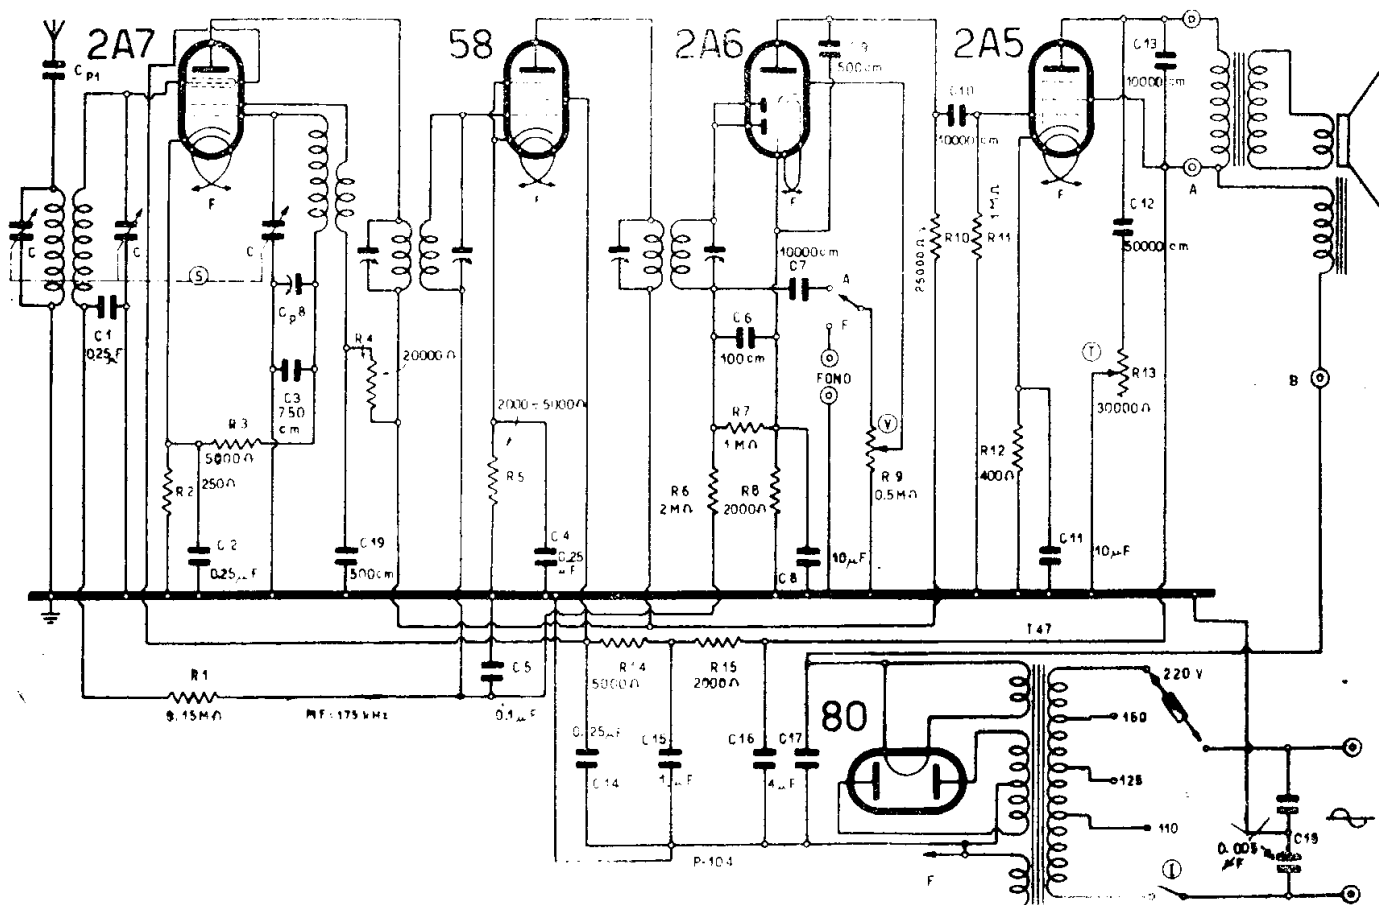 2A7
58
2A6
2A5
C P1
C9
500cm
C13
10000cm
C10
10000cm
F
F
F
F
1MΩ
A
C
C
C
S
C12
50000cm
R10
R11
25000Ω
10000cm
C7
A
F
C1
0.25µF
Cp8
R4
20000Ω
C6
100cm
FONO
T
R13
30000Ω
B
C3
750
cm
2000÷5000Ω
R7
1MΩ
V
R3
5000Ω
250Ω
R2
R5
R6
2MΩ
R8
2000Ω
R9
0.5MΩ
R12
400Ω
C2
0.25µF
C19
500cm
C4
0.25
µF
C8
10µF
C11
10µF
T47
R1
0.15MΩ
MF=175kHz
C5
0.1µF
R14
5000Ω
R15
2000Ω
80
220 V
160
125
110
0.25µF
C14
C15
1µF
C16
4µF
C17
P-104
F
I
0.005
µF